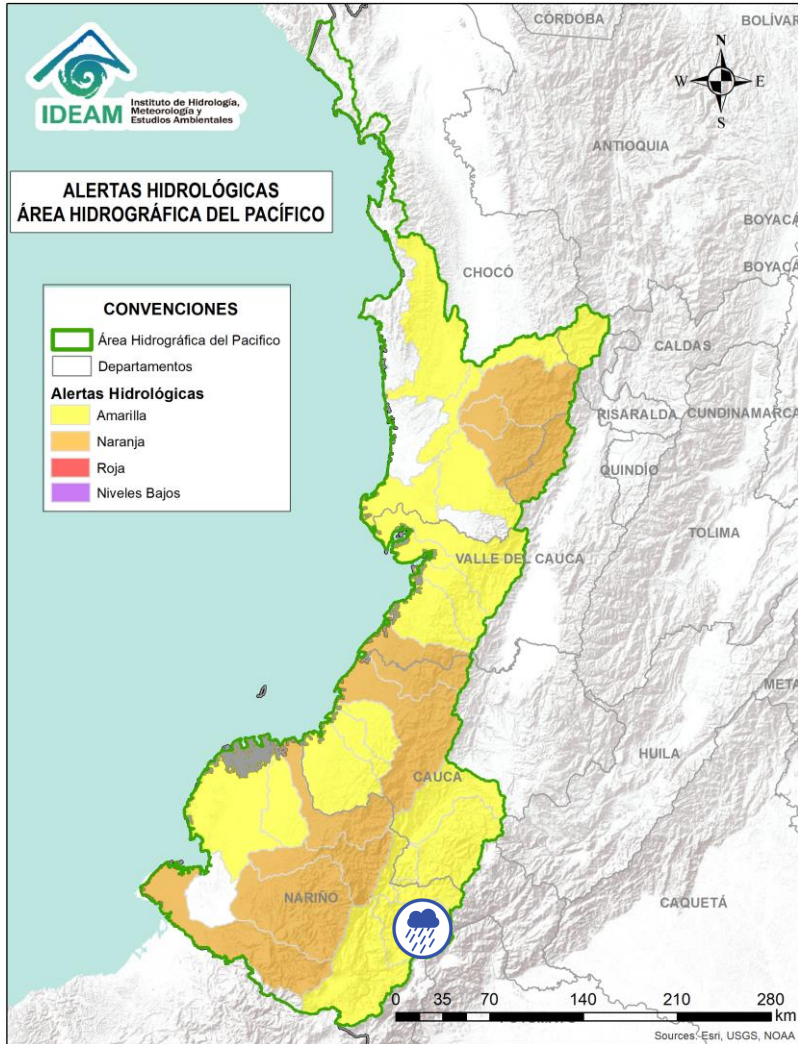 CÓRDOBA
BOLÍVAR
IDEAM
Instituto de Hidrología,
Meteorología y
Estudios Ambientales
N
W E
S
ANTIOQUIA
ALERTAS HIDROLÓGICAS
ÁREA HIDROGRÁFICA DEL PACÍFICO
BOYACÁ
CHOCÓ
BOYACÁ
CONVENCIONES
Área Hidrográfica del Pacifico
Departamentos
Alertas Hidrológicas
Amarilla
Naranja
Roja
Niveles Bajos
CALDAS
RISARALDA
CUNDINAMARCA
QUINDÍO
TOLIMA
VALLE DEL CAUCA
META
HUILA
CAUCA
NARIÑO
CAQUETÁ
0 35 70 140 210 280
km
Sources: Esri, USGS, NOAA